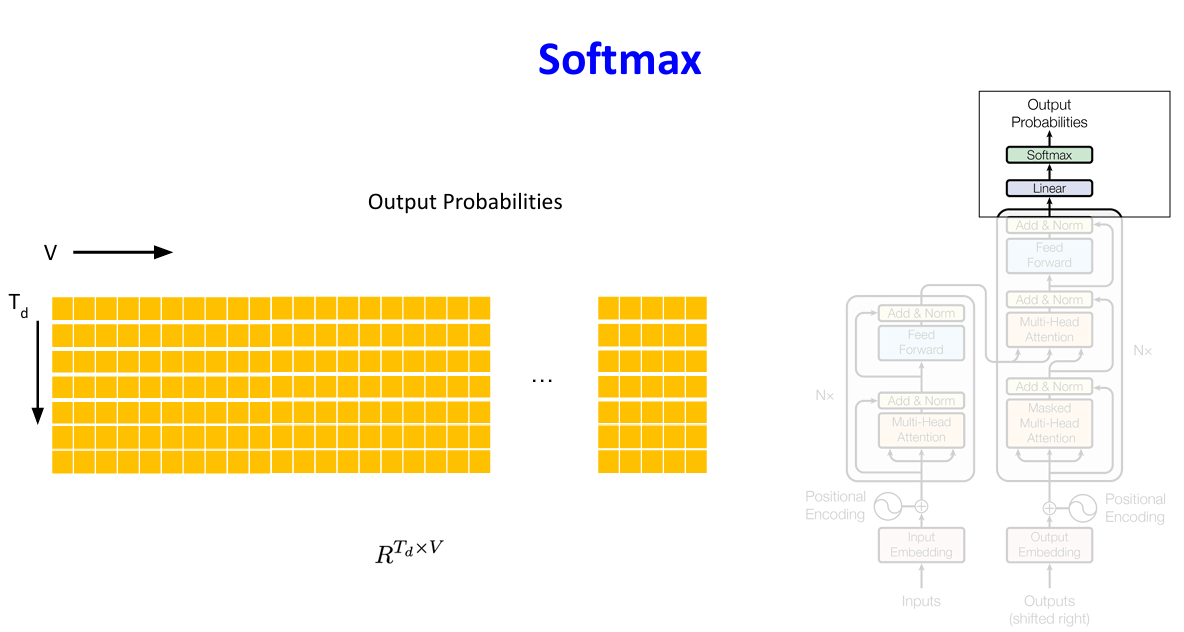 Softmax
Output Probabilities
V
T_d
...
R^{T_d×V}
Output
Probabilities
Softmax
Linear
Add & Norm
Feed
Forward
Add & Norm
Multi-Head
Attention
N×
Add & Norm
Masked
Multi-Head
Attention
Add & Norm
Feed
Forward
N×
Add & Norm
Multi-Head
Attention
Positional
Encoding
Positional
Encoding
Input
Embedding
Output
Embedding
Inputs
Outputs
(shifted right)